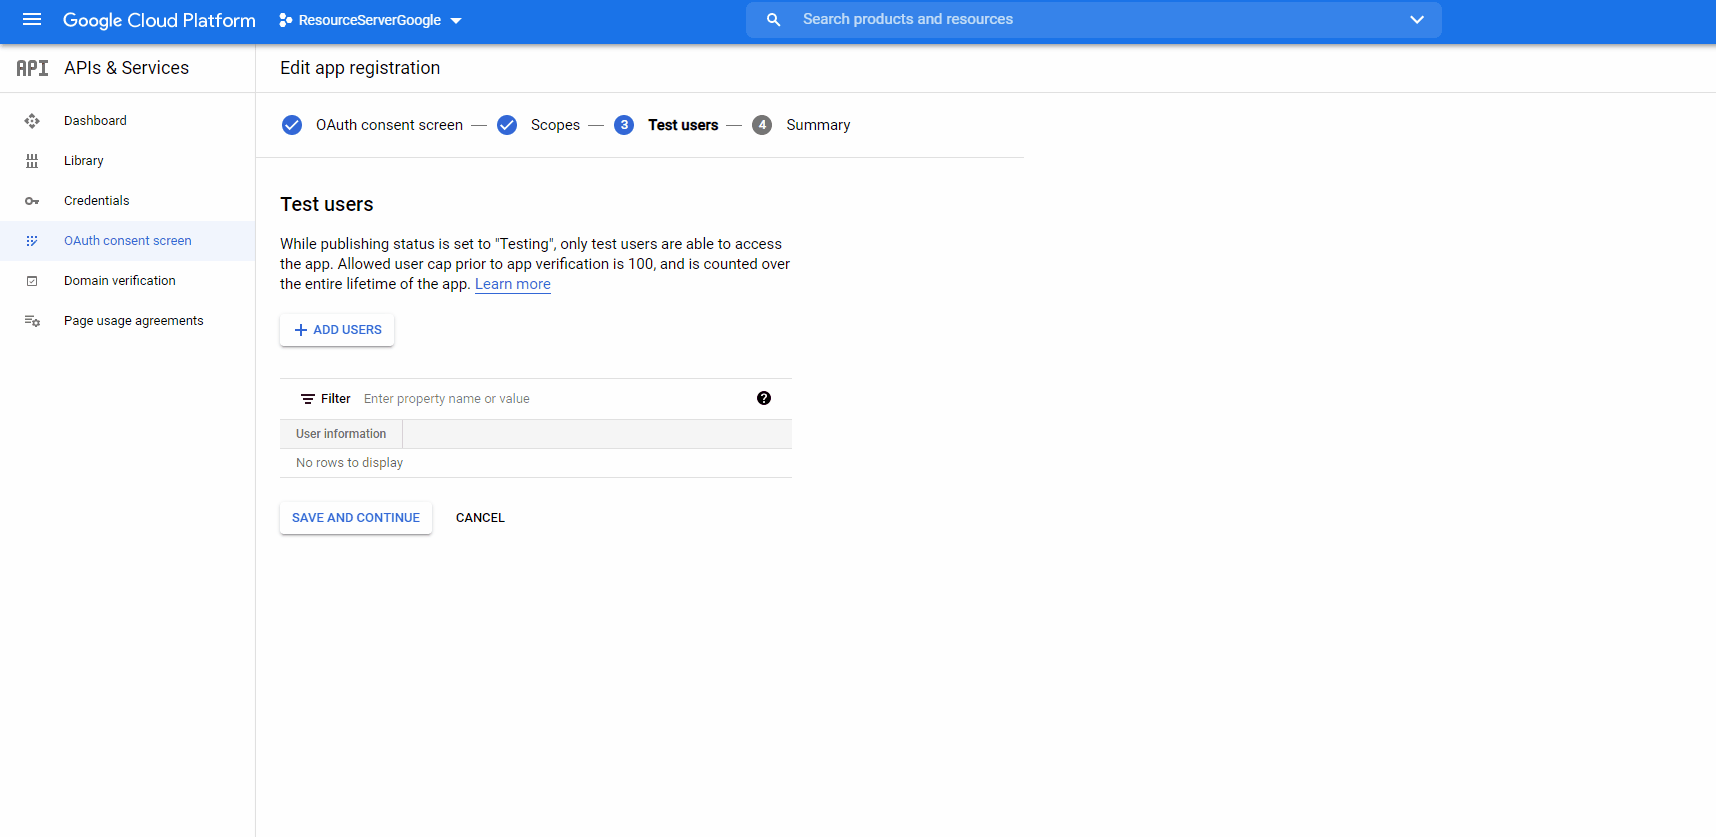 Google Cloud Platform
ResourceServerGoogle
Search products and resources
API APIs & Services
Edit app registration
Dashboard
Library
Credentials
OAuth consent screen
Domain verification
Page usage agreements
OAuth consent screen — Scopes — 3 Test users — 4 Summary
Test users
While publishing status is set to "Testing", only test users are able to access
the app. Allowed user cap prior to app verification is 100, and is counted over
the entire lifetime of the app. Learn more
+ ADD USERS
Filter Enter property name or value ?
User information
No rows to display
SAVE AND CONTINUE CANCEL